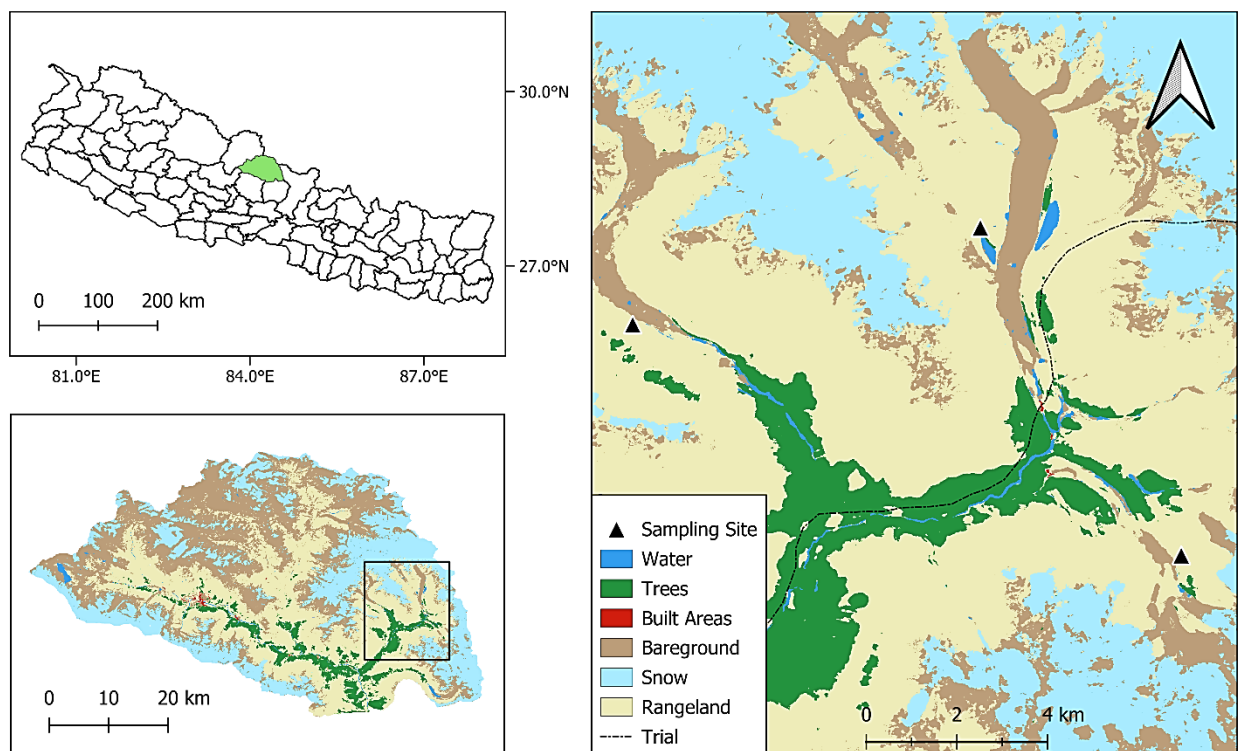 30.0°N
27.0°N
0 100 200 km
81.0°E 84.0°E 87.0°E
0 10 20 km
Sampling Site
Water
Trees
Built Areas
Bareground
Snow
Rangeland
Trial
0 2 4 km